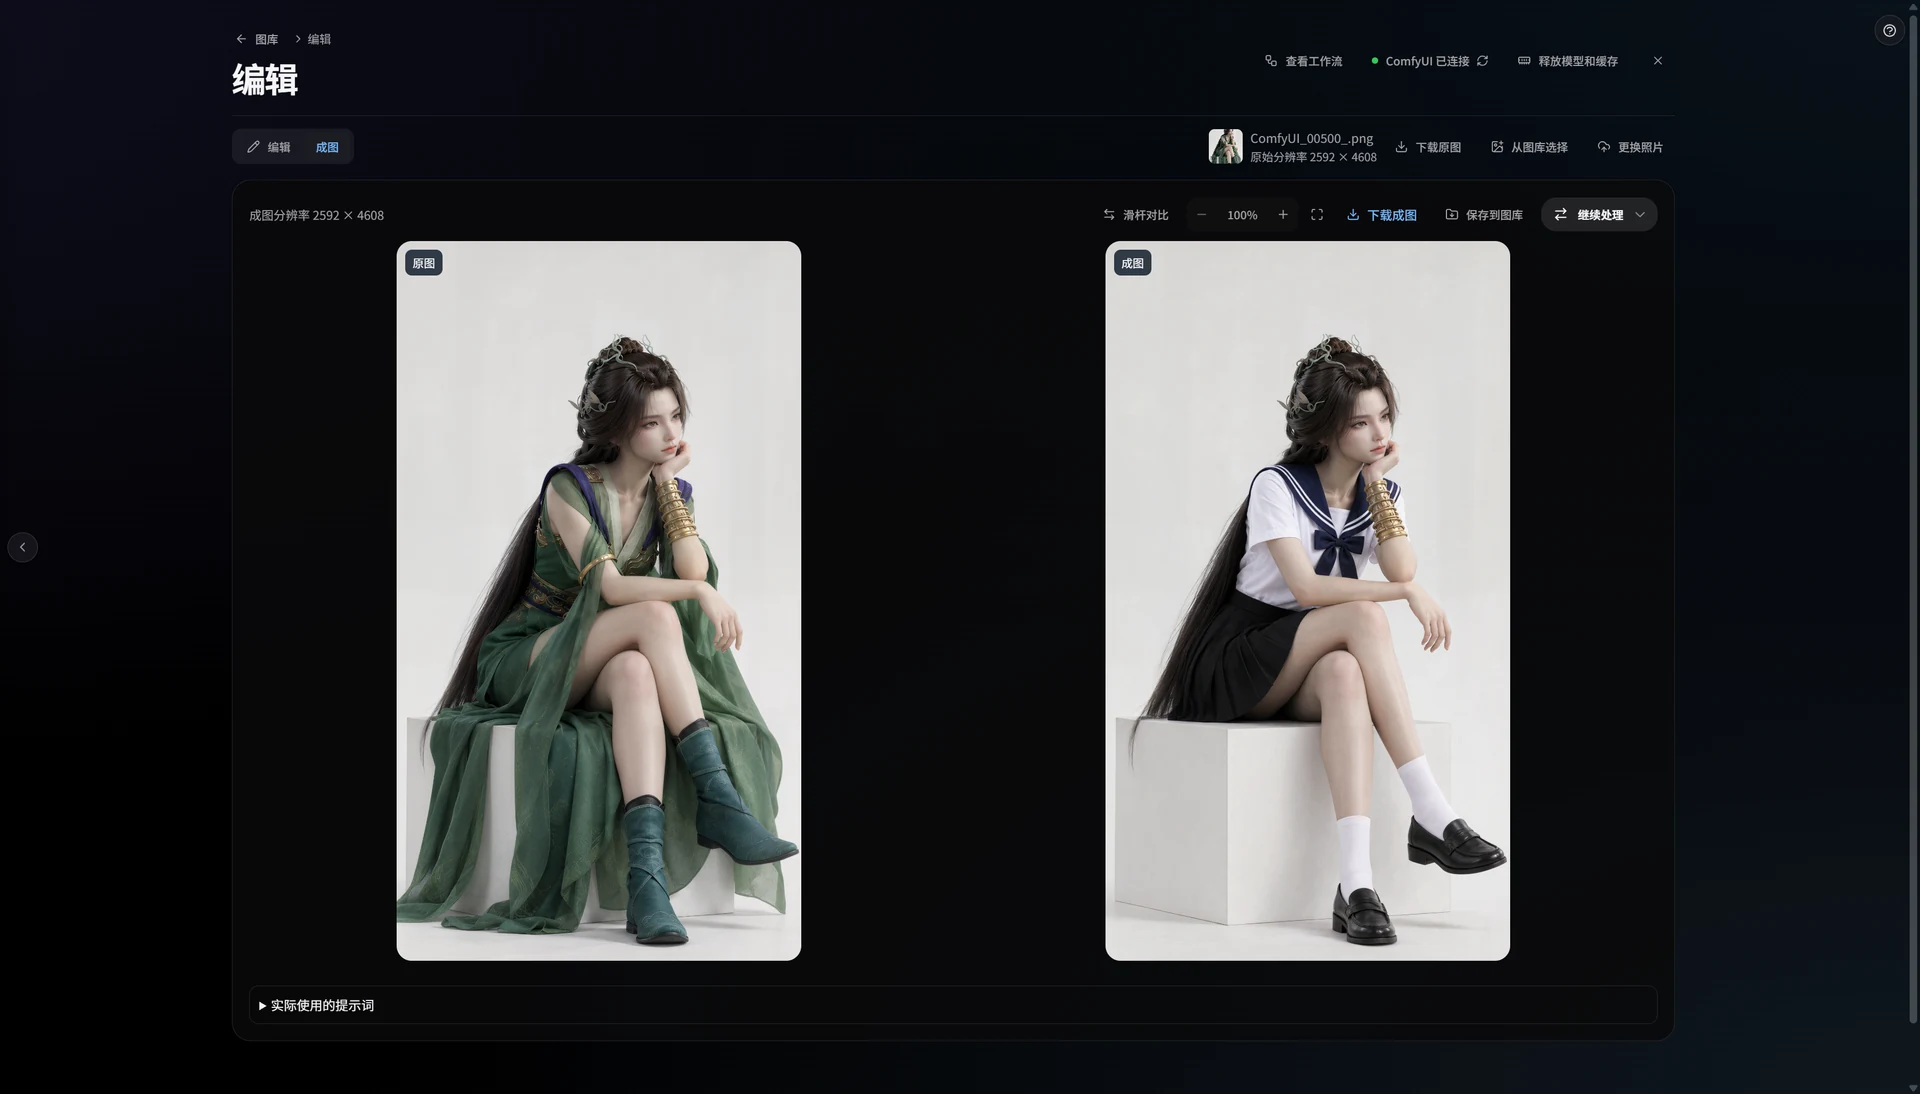 图库
编辑
编辑
查看工作流
ComfyUI 已连接
释放模型和缓存
编辑
成图
ComfyUI_00500_.png
原始分辨率 2592 × 4608
下载原图
从图库选择
更换照片
成图分辨率 2592 × 4608
滑杆对比
100%
下载成图
保存到图库
继续处理
原图
成图
实际使用的提示词